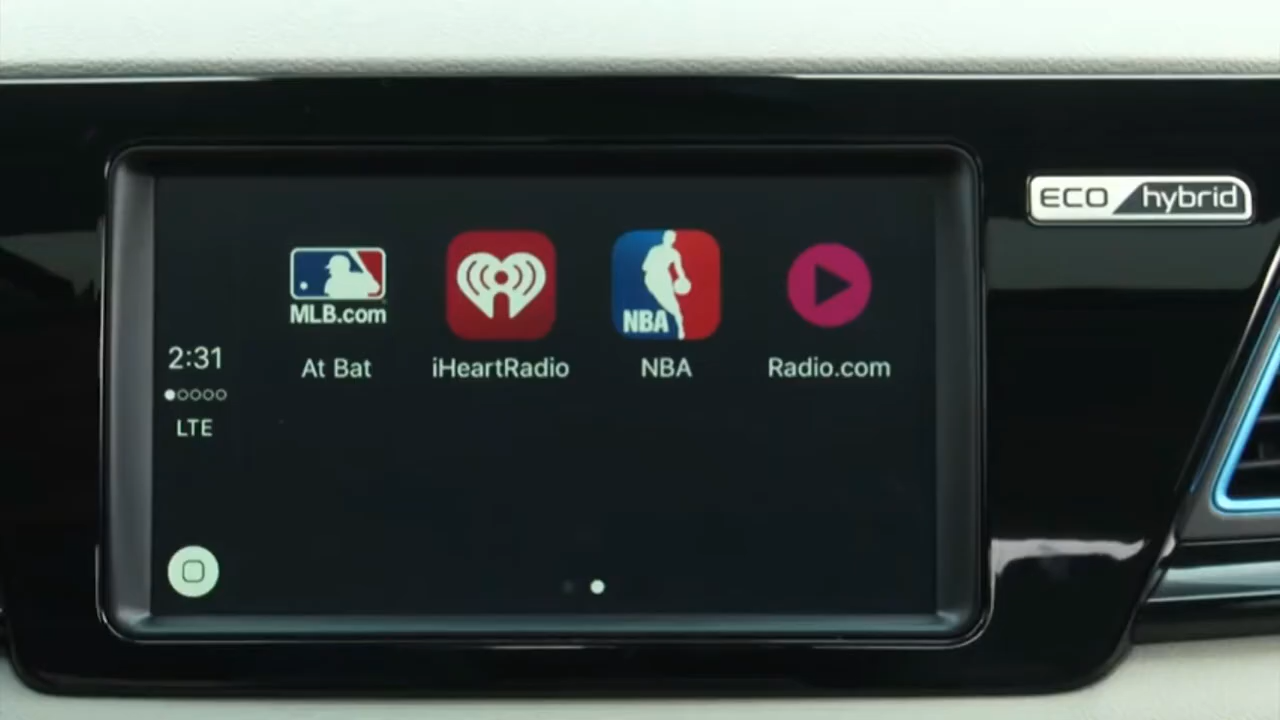 ECO hybrid
MLB.com
NBA
At Bat
iHeartRadio
NBA
Radio.com
2:31
LTE